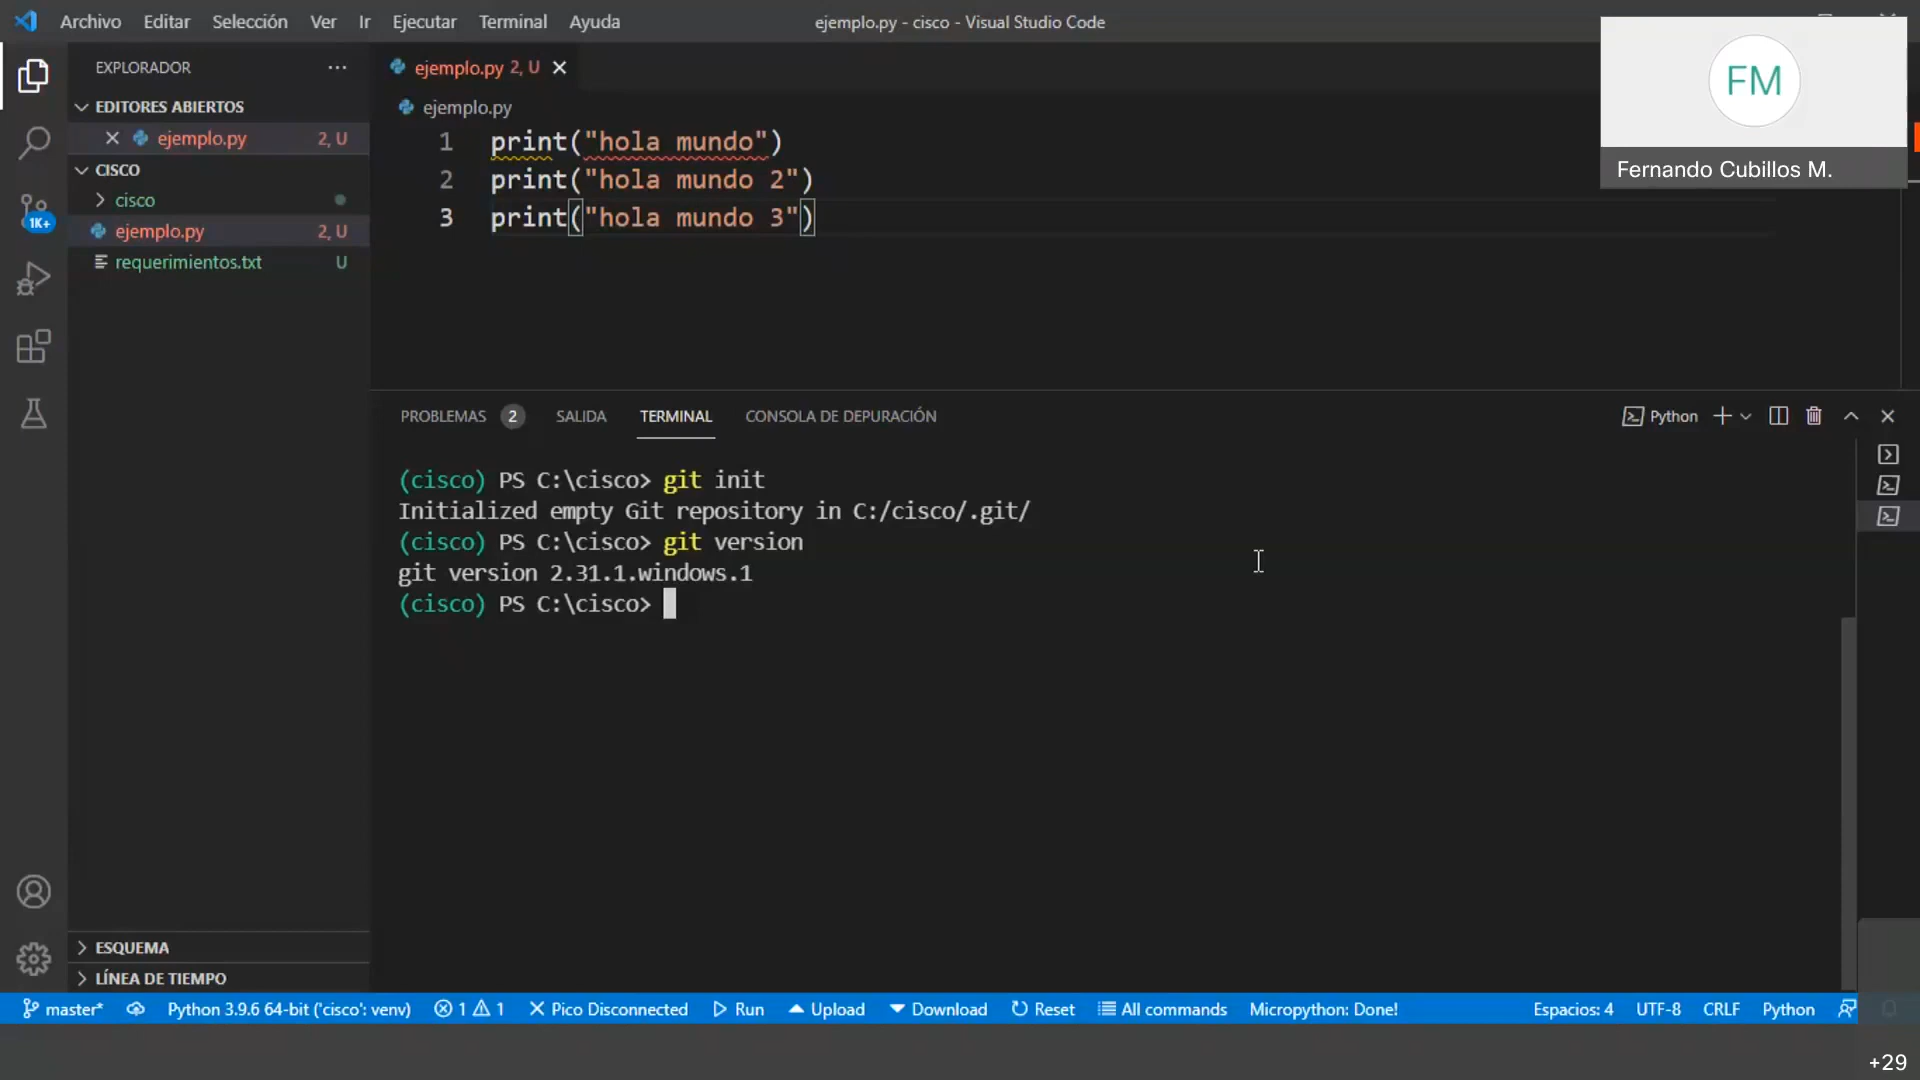 Archivo Editar Selección Ver Ir Ejecutar Terminal Ayuda
ejemplo.py - cisco - Visual Studio Code
FM
Fernando Cubillos M.
EXPLORADOR
EDITORES ABIERTOS
ejemplo.py 2, U
CISCO
cisco
ejemplo.py 2, U
requerimientos.txt U
1K+
ESQUEMA
LÍNEA DE TIEMPO
ejemplo.py 2, U
ejemplo.py
1 print("hola mundo")
2 print("hola mundo 2")
3 print("hola mundo 3")
PROBLEMAS 2 SALIDA TERMINAL CONSOLA DE DEPURACIÓN
Python
(cisco) PS C:\cisco> git init
Initialized empty Git repository in C:/cisco/.git/
(cisco) PS C:\cisco> git version
git version 2.31.1.windows.1
(cisco) PS C:\cisco>
master* Python 3.9.6 64-bit ('cisco': venv) 1 1 Pico Disconnected Run Upload Download Reset All commands Micropython: Done! Espacios: 4 UTF-8 CRLF Python
+29